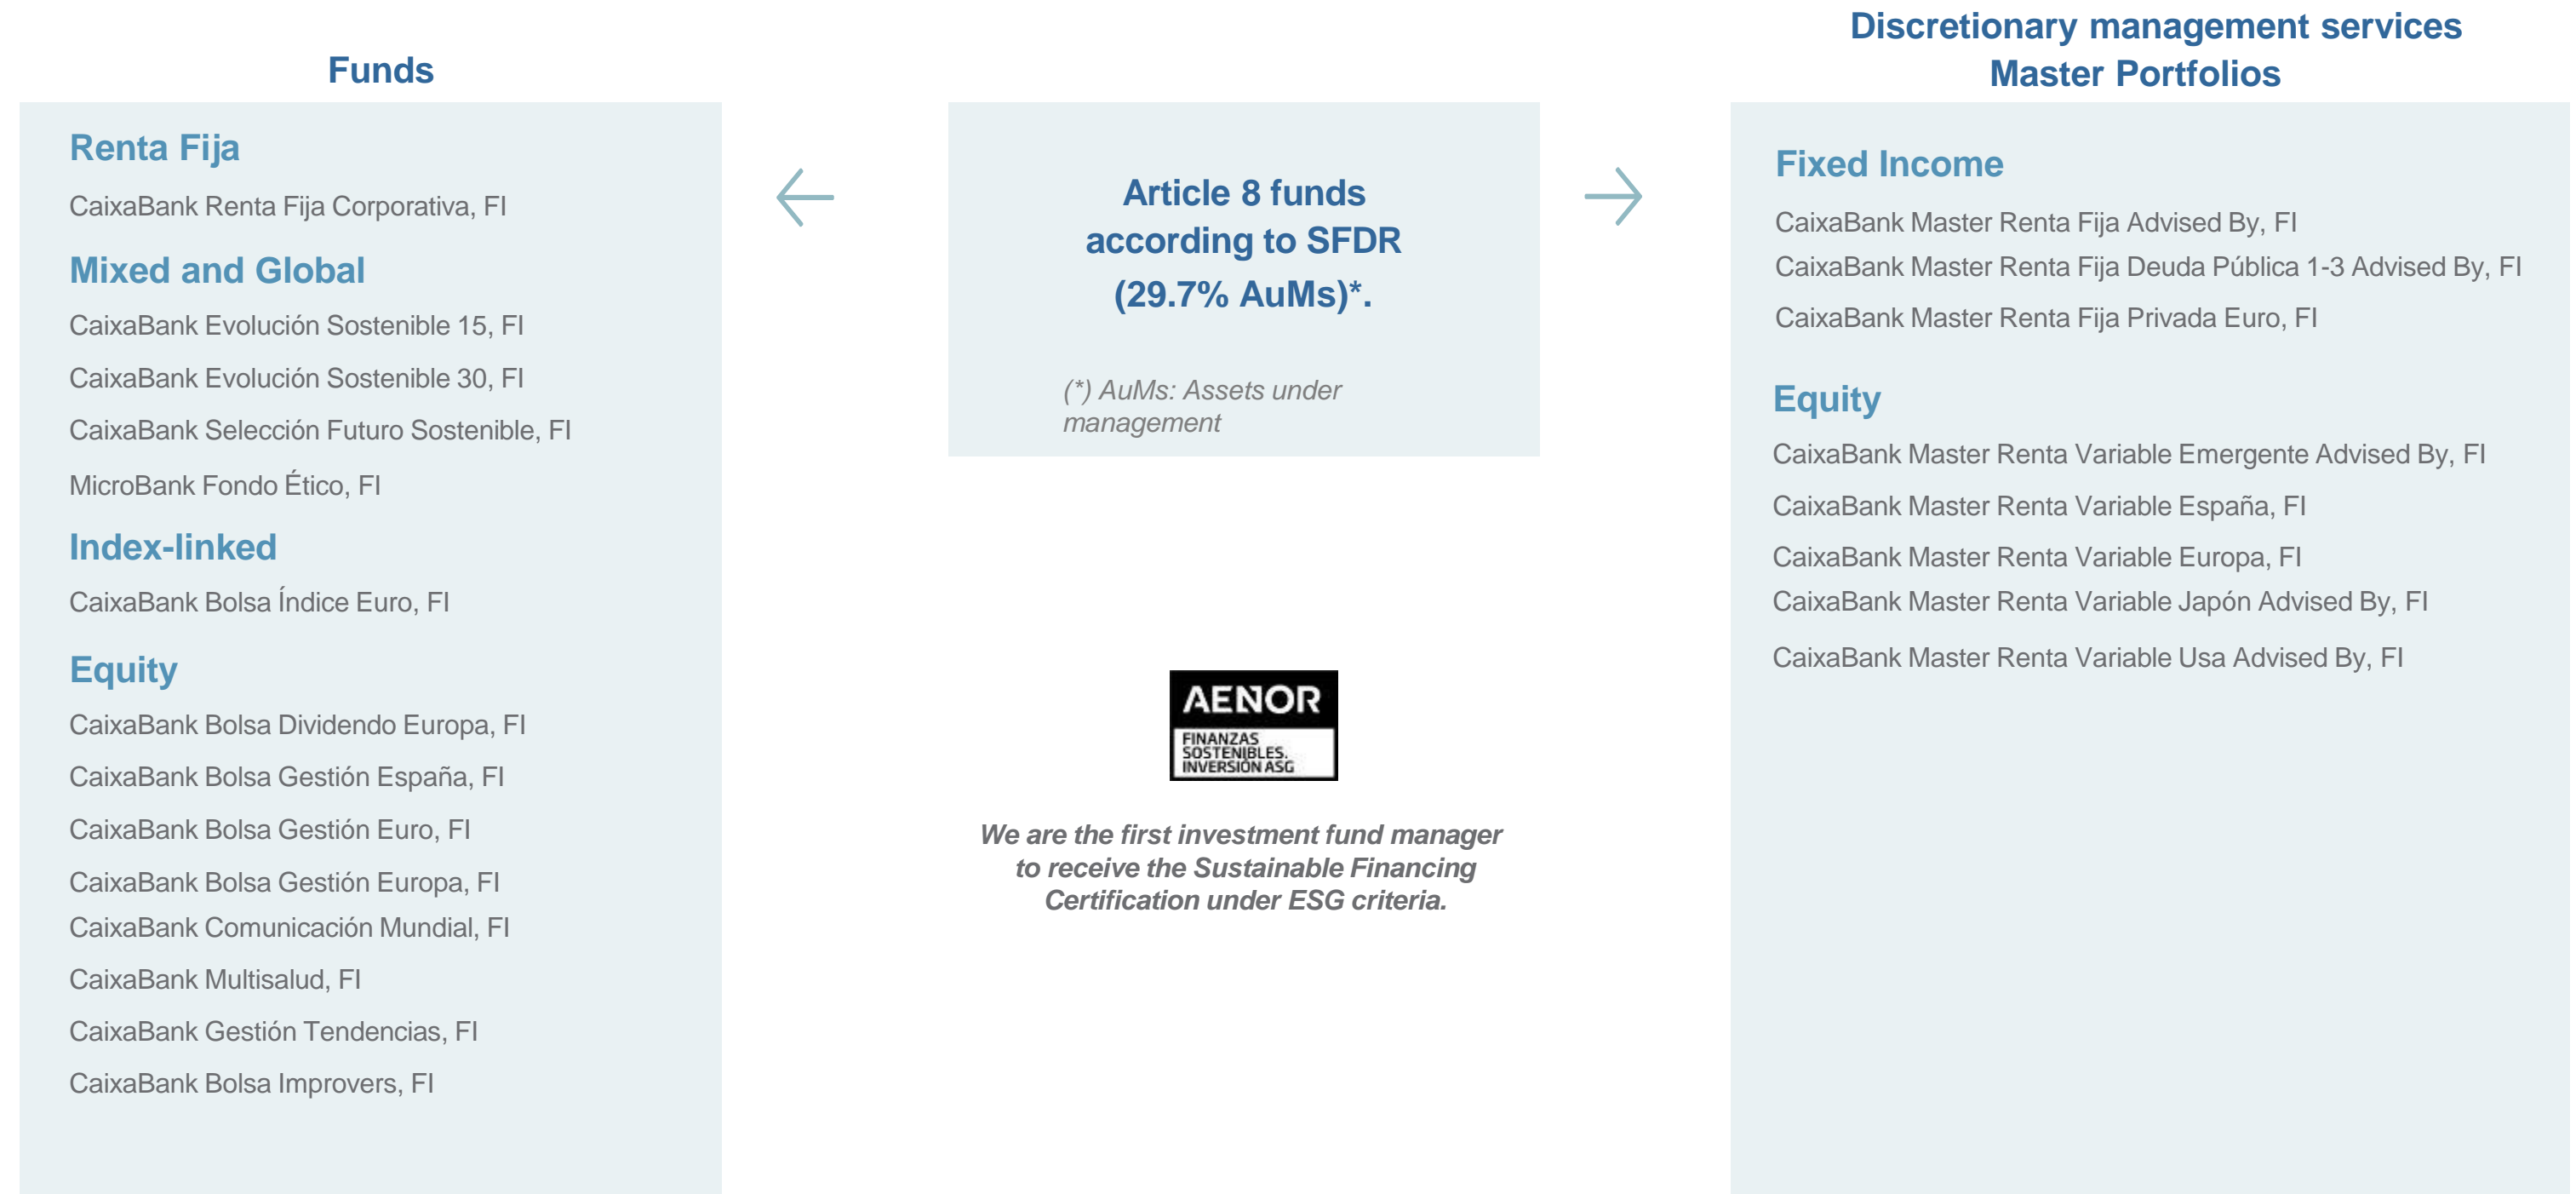 Funds
Renta Fija
CaixaBank Renta Fija Corporativa, FI
Mixed and Global
CaixaBank Evolución Sostenible 15, FI
CaixaBank Evolución Sostenible 30, FI
CaixaBank Selección Futuro Sostenible, FI
MicroBank Fondo Ético, FI
Index-linked
CaixaBank Bolsa Índice Euro, FI
Equity
CaixaBank Bolsa Dividendo Europa, FI
CaixaBank Bolsa Gestión España, FI
CaixaBank Bolsa Gestión Euro, FI
CaixaBank Bolsa Gestión Europa, FI
CaixaBank Comunicación Mundial, FI
CaixaBank Multisalud, FI
CaixaBank Gestión Tendencias, FI
CaixaBank Bolsa Improvers, FI
Article 8 funds
according to SFDR
(29.7% AuMs)*.
(*) AuMs: Assets under
management
AENOR
FINANZAS
SOSTENIBLES.
INVERSIÓN ASG
We are the first investment fund manager
to receive the Sustainable Financing
Certification under ESG criteria.
Discretionary management services
Master Portfolios
Fixed Income
CaixaBank Master Renta Fija Advised By, FI
CaixaBank Master Renta Fija Deuda Pública 1-3 Advised By, FI
CaixaBank Master Renta Fija Privada Euro, FI
Equity
CaixaBank Master Renta Variable Emergente Advised By, FI
CaixaBank Master Renta Variable España, FI
CaixaBank Master Renta Variable Europa, FI
CaixaBank Master Renta Variable Japón Advised By, FI
CaixaBank Master Renta Variable Usa Advised By, FI